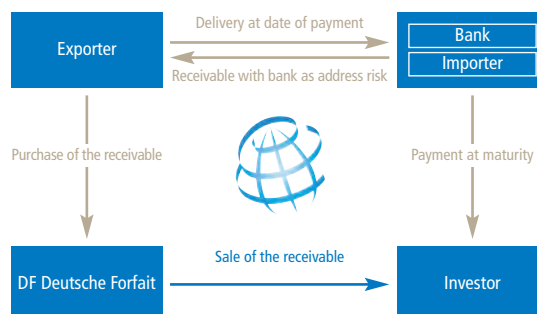 Delivery at date of payment
Exporter
Bank
Importer
Receivable with bank as address risk
Purchase of the receivable
Payment at maturity
Sale of the receivable
DF Deutsche Forfait
Investor